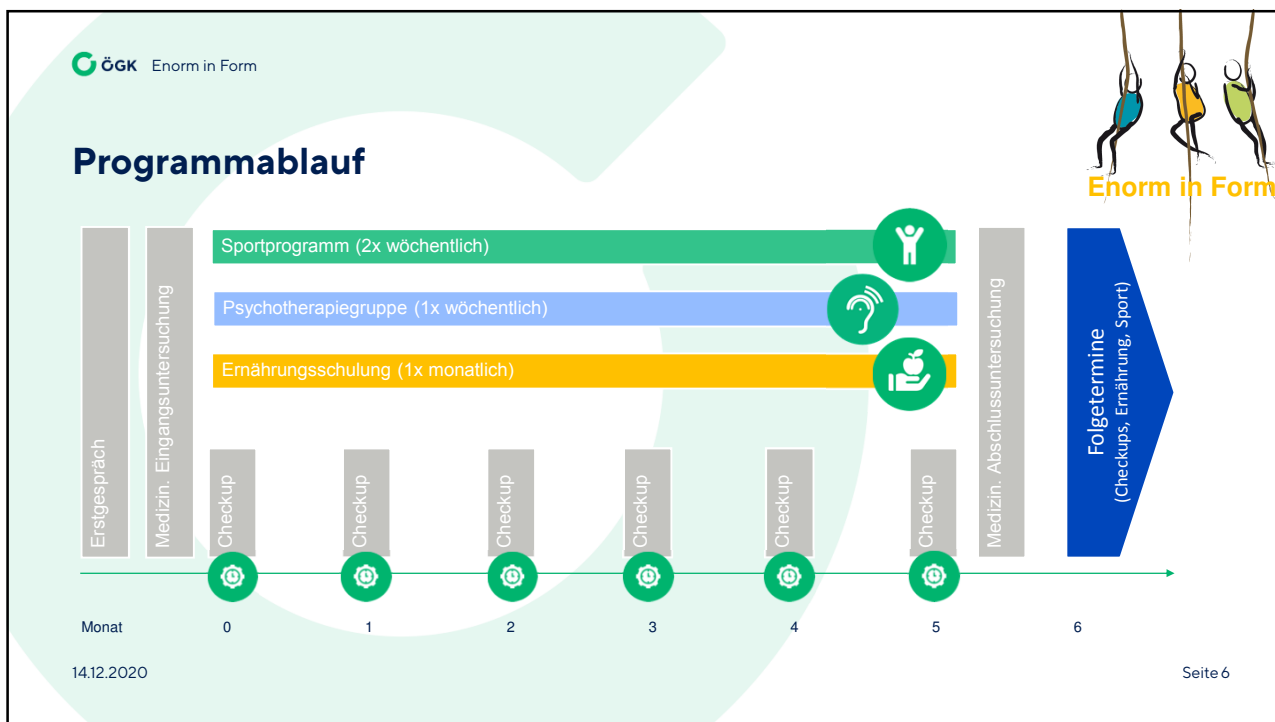 ÖGK Enorm in Form
Enorm in Form
Programmablauf
Erstgespräch
Medizin. Eingangsuntersuchung
Sportprogramm (2x wöchentlich)
Psychotherapiegruppe (1x wöchentlich)
Ernährungsschulung (1x monatlich)
Checkup
Checkup
Checkup
Checkup
Checkup
Checkup
Medizin. Abschlussuntersuchung
Folgetermine
(Checkups, Ernährung, Sport)
Monat 0 1 2 3 4 5 6
14.12.2020
Seite 6